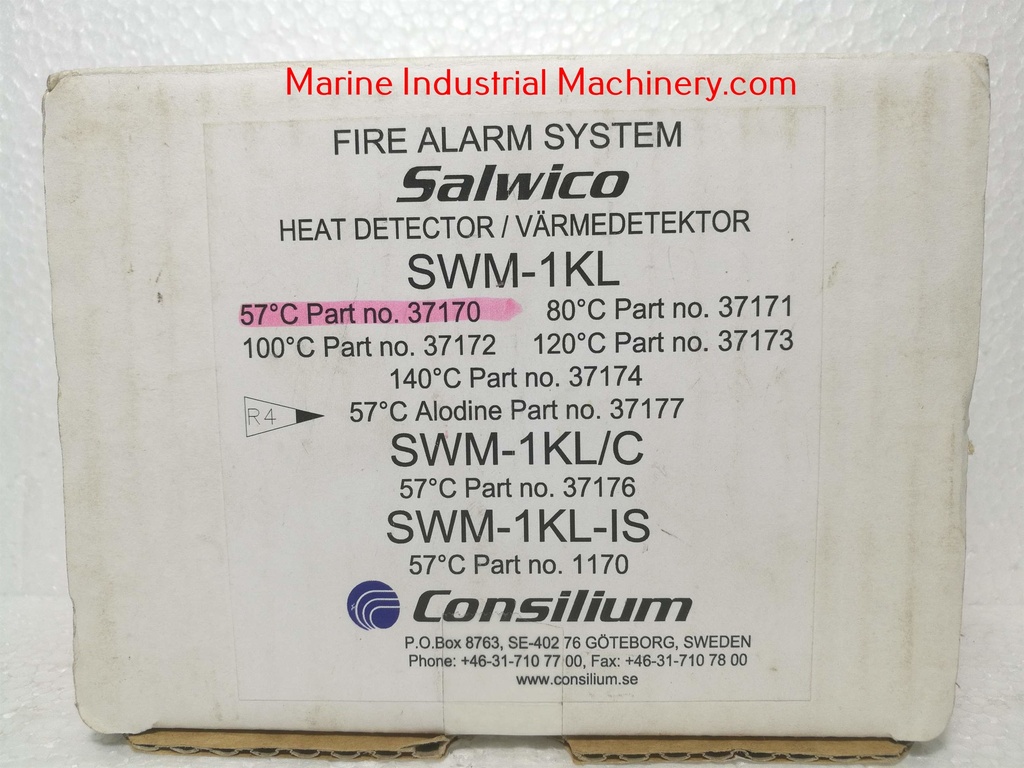 Marine Industrial Machinery.com
FIRE ALARM SYSTEM
Salwico
HEAT DETECTOR / VÄRMEDETEKTOR
SWM-1KL
57°C Part no. 37170 80°C Part no. 37171
100°C Part no. 37172 120°C Part no. 37173
140°C Part no. 37174
R4 57°C Alodine Part no. 37177
SWM-1KL/C
57°C Part no. 37176
SWM-1KL-IS
57°C Part no. 1170
Consilium
P.O.Box 8763, SE-402 76 GÖTEBORG, SWEDEN
Phone: +46-31-710 77 00, Fax: +46-31-710 78 00
www.consilium.se